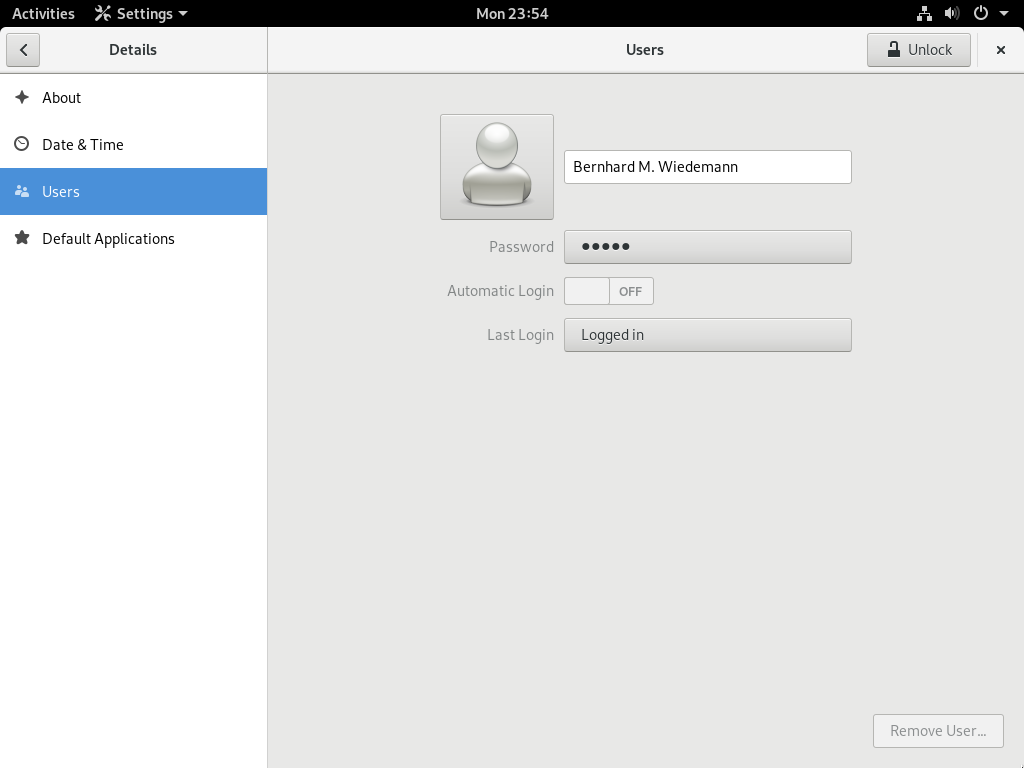 Activities Settings Mon 23:54
Details Users Unlock
About
Date & Time
Users
Default Applications
Bernhard M. Wiedemann
Password ●●●●●
Automatic Login OFF
Last Login Logged in
Remove User...